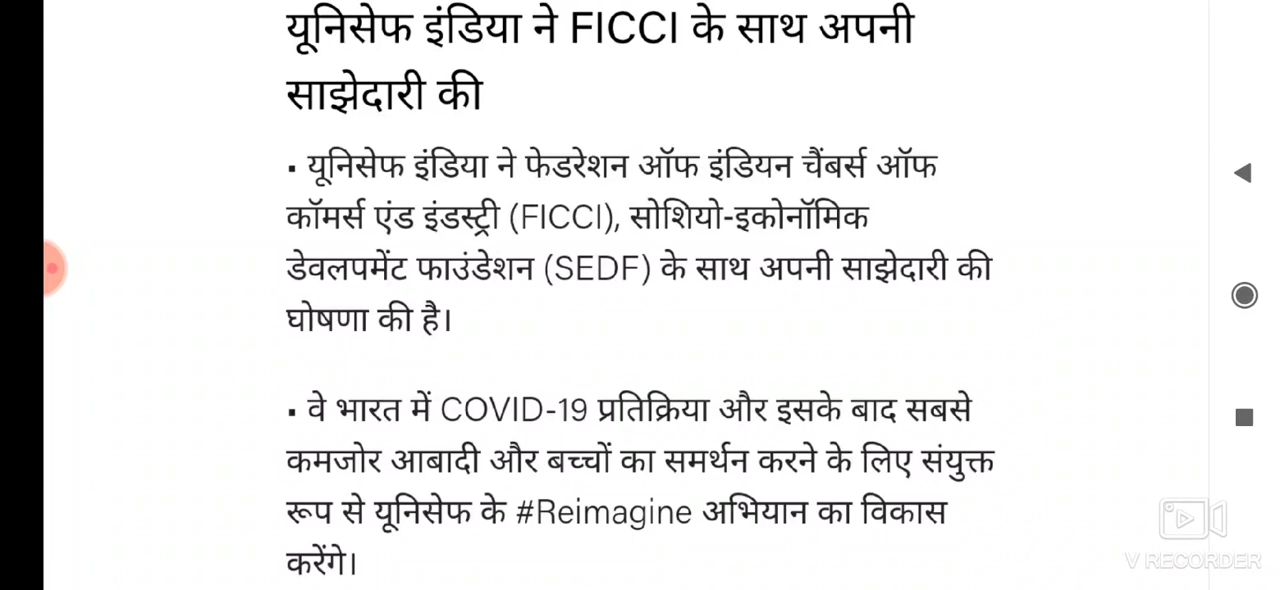 यूनिसेफ इंडिया ने FICCI के साथ अपनी
साझेदारी की
▪ यूनिसेफ इंडिया ने फेडरेशन ऑफ इंडियन चैंबर्स ऑफ
कॉमर्स एंड इंडस्ट्री (FICCI), सोशियो-इकोनॉमिक
डेवलपमेंट फाउंडेशन (SEDF) के साथ अपनी साझेदारी की
घोषणा की है।
▪ वे भारत में COVID-19 प्रतिक्रिया और इसके बाद सबसे
कमजोर आबादी और बच्चों का समर्थन करने के लिए संयुक्त
रूप से यूनिसेफ के #Reimagine अभियान का विकास
करेंगे।
V RECORDER